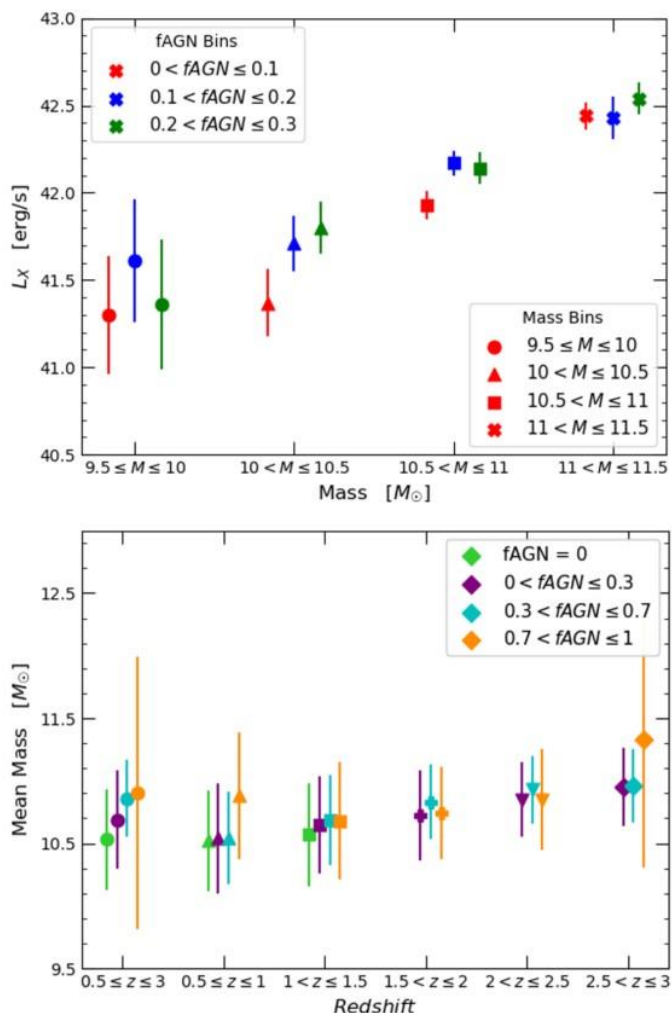 43.0
42.5
42.0
41.5
41.0
40.5
L_X [erg/s]
fAGN Bins
0 < fAGN ≤ 0.1
0.1 < fAGN ≤ 0.2
0.2 < fAGN ≤ 0.3
Mass Bins
9.5 ≤ M ≤ 10
10 < M ≤ 10.5
10.5 < M ≤ 11
11 < M ≤ 11.5
9.5 ≤ M ≤ 10 10 < M ≤ 10.5 10.5 < M ≤ 11 11 < M ≤ 11.5
Mass [M⊙]
12.5
11.5
10.5
9.5
Mean Mass [M⊙]
fAGN = 0
0 < fAGN ≤ 0.3
0.3 < fAGN ≤ 0.7
0.7 < fAGN ≤ 1
0.5 ≤ z ≤ 3 0.5 ≤ z ≤ 1 1 < z ≤ 1.5 1.5 < z ≤ 2 2 < z ≤ 2.5 2.5 < z ≤ 3
Redshift